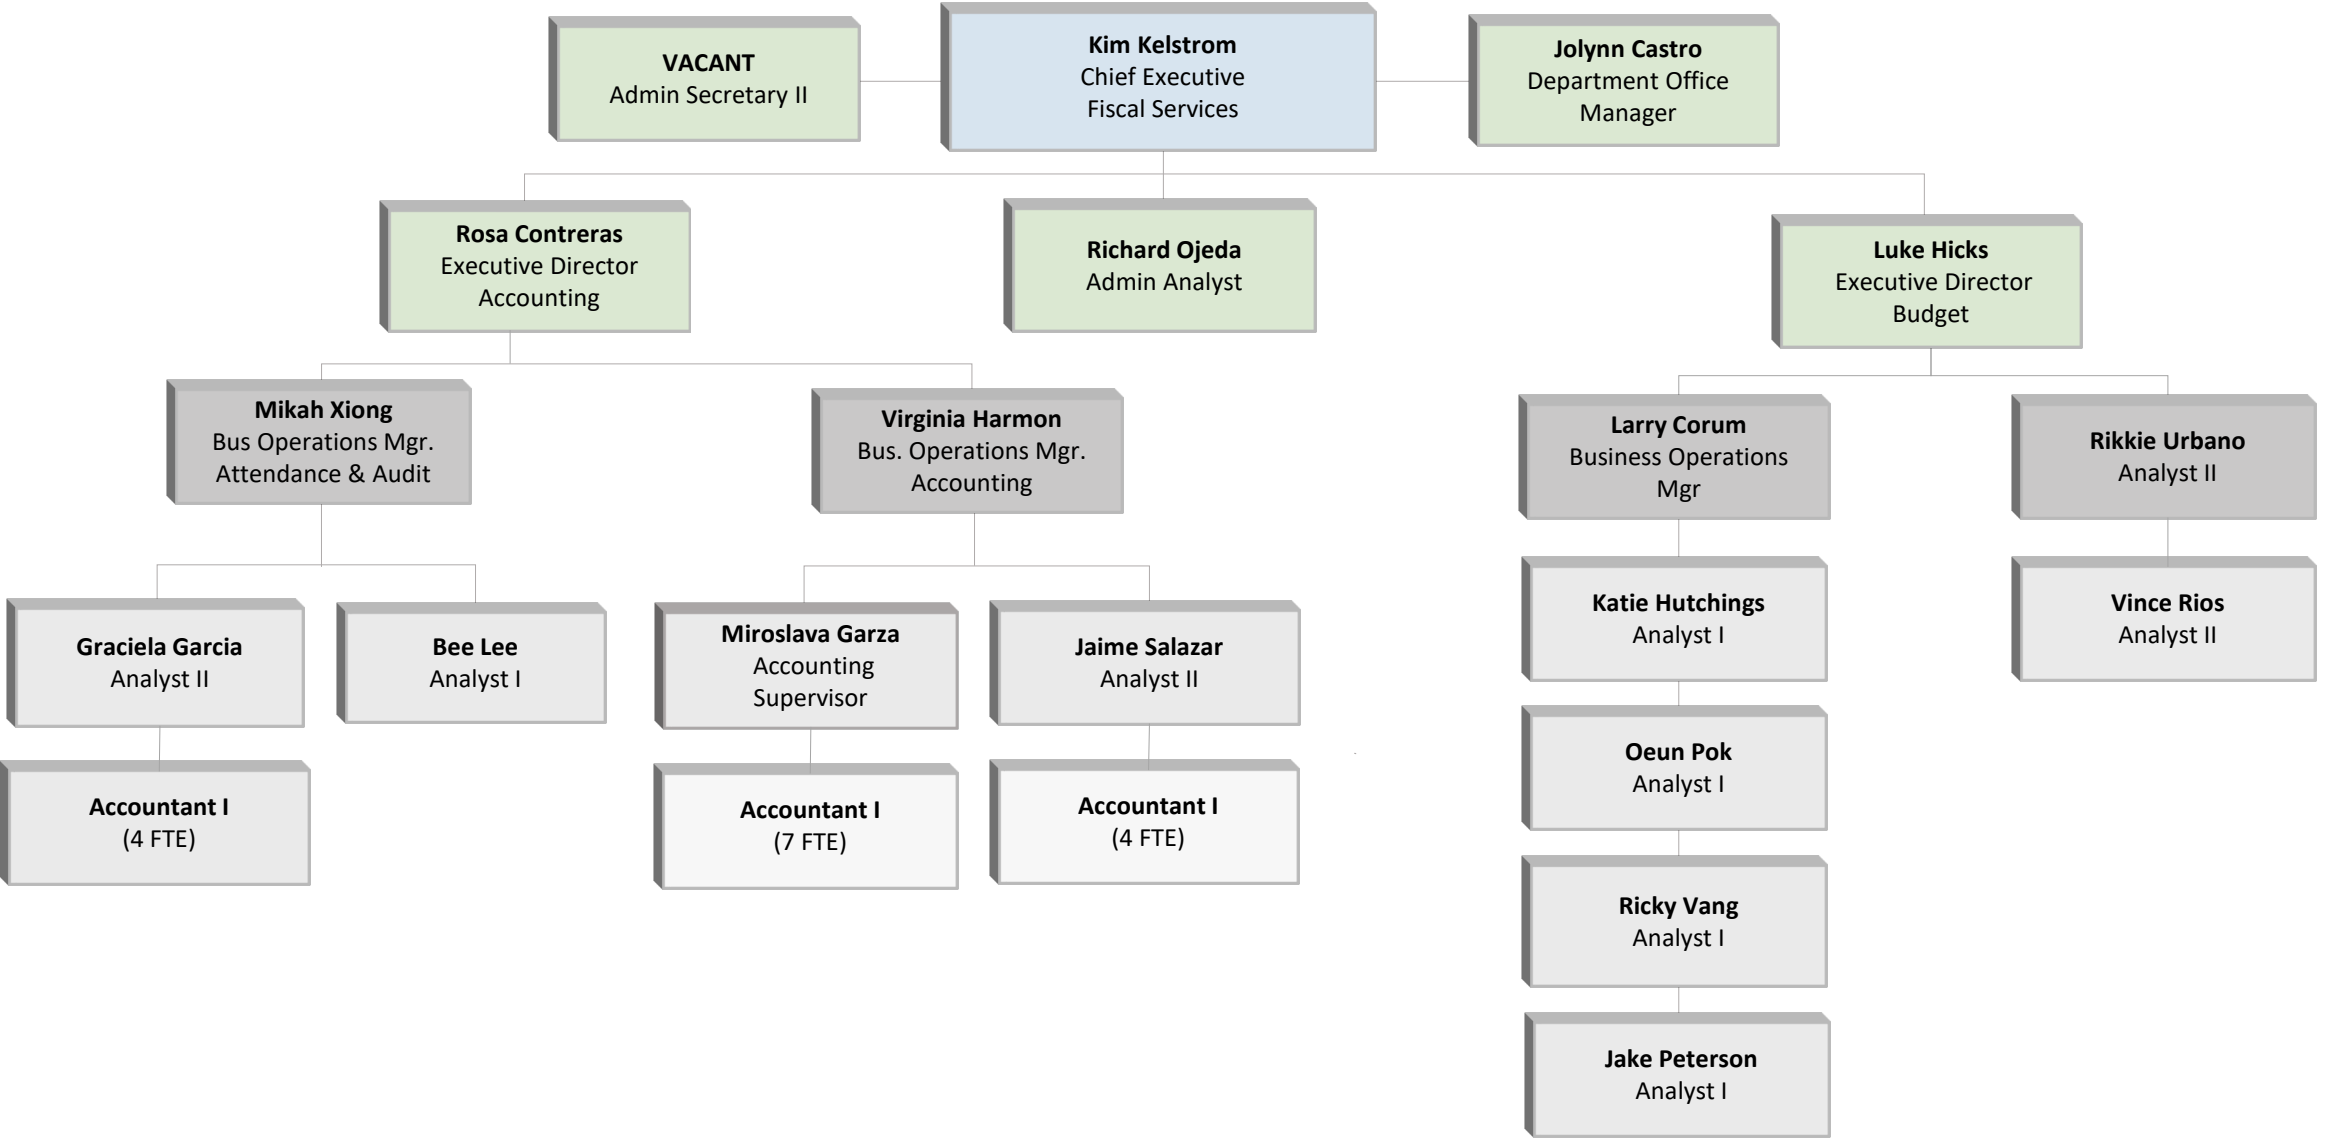 VACANT
Admin Secretary II
Kim Kelstrom
Chief Executive
Fiscal Services
Jolynn Castro
Department Office
Manager
Rosa Contreras
Executive Director
Accounting
Richard Ojeda
Admin Analyst
Luke Hicks
Executive Director
Budget
Mikah Xiong
Bus Operations Mgr.
Attendance & Audit
Virginia Harmon
Bus. Operations Mgr.
Accounting
Larry Corum
Business Operations
Mgr
Rikkie Urbano
Analyst II
Graciela Garcia
Analyst II
Bee Lee
Analyst I
Miroslava Garza
Accounting
Supervisor
Jaime Salazar
Analyst II
Katie Hutchings
Analyst I
Vince Rios
Analyst II
Accountant I
(4 FTE)
Accountant I
(7 FTE)
Accountant I
(4 FTE)
Oeun Pok
Analyst I
Ricky Vang
Analyst I
Jake Peterson
Analyst I